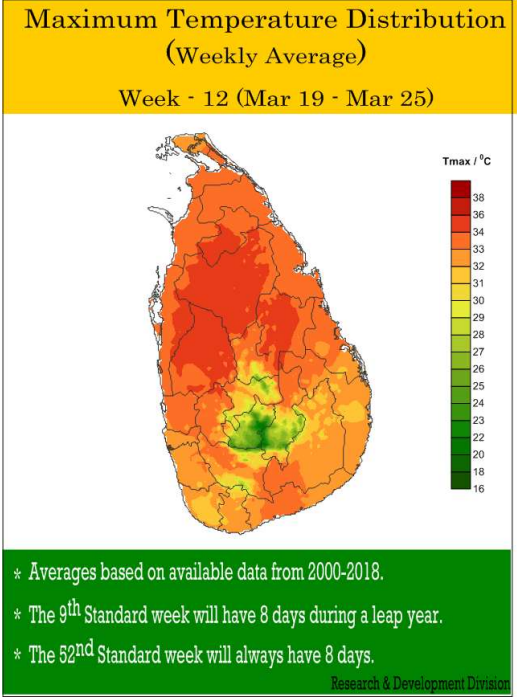 Maximum Temperature Distribution
(Weekly Average)
Week - 12 (Mar 19 - Mar 25)
Tmax / ⁰C
38
36
34
33
32
31
30
29
28
27
26
25
24
23
22
20
18
16
* Averages based on available data from 2000-2018.
* The 9th Standard week will have 8 days during a leap year.
* The 52nd Standard week will always have 8 days.
Research & Development Division